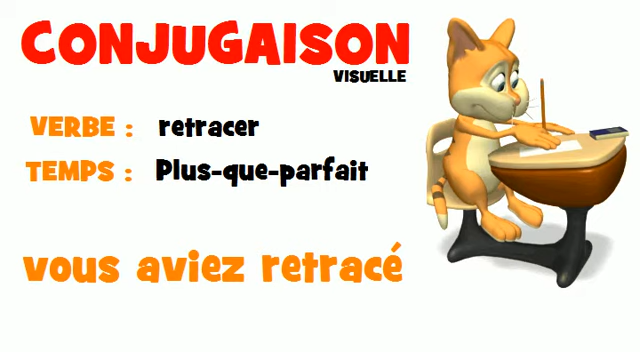 CONJUGAISON
VISUELLE
VERBE : retracer
TEMPS : Plus-que-parfait
vous aviez retracé